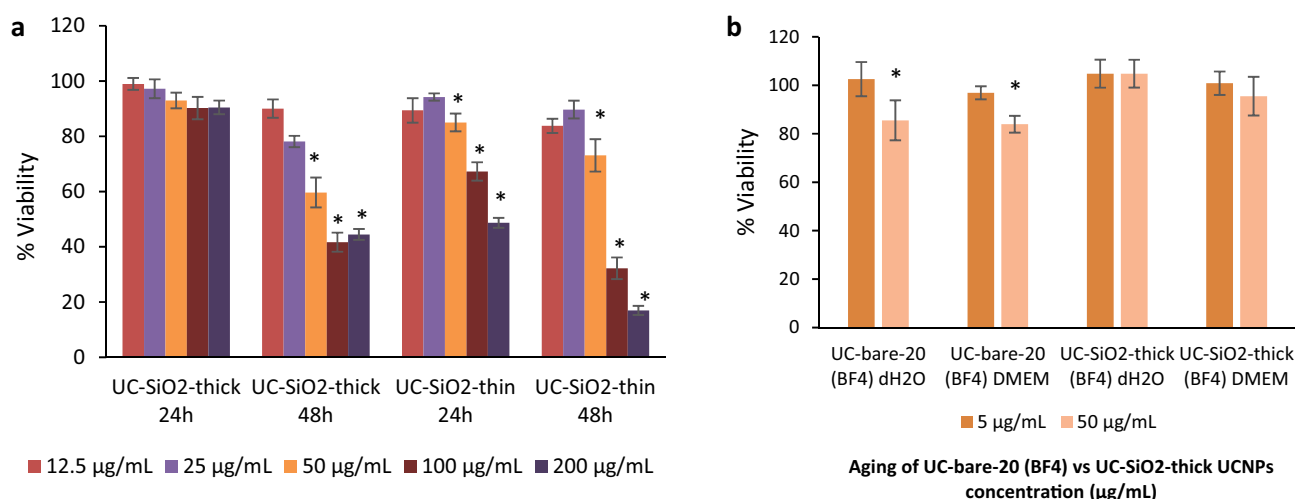 a
% Viability
120
100
80
60
40
20
0
* * * * * * * * *
UC-SiO2-thick UC-SiO2-thick UC-SiO2-thin UC-SiO2-thin
24h 48h 24h 48h
12.5 µg/mL 25 µg/mL 50 µg/mL 100 µg/mL 200 µg/mL
b
% Viability
120
100
80
60
40
20
0
* *
UC-bare-20 UC-bare-20 UC-SiO2-thick UC-SiO2-thick
(BF4) dH2O (BF4) DMEM (BF4) dH2O (BF4) DMEM
5 µg/mL 50 µg/mL
Aging of UC-bare-20 (BF4) vs UC-SiO2-thick UCNPs
concentration (µg/mL)